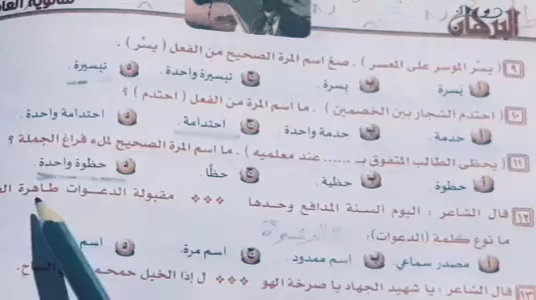 البرهان
٩ ( يسّر الموسر على المعسر ) . صغ اسم المرة الصحيح من الفعل ( يسّر ) .
أ يَسرة ب يسرة. ج تيسيرة واحدة. د تيسيرة.
١٠ ( احتدم الشجار بين الخصمين ) . ما اسم المرة من الفعل ( احتدم ) ؟
أ حدمة. ب حدمة واحدة. ج احتدامة. د احتدامة واحدة.
١١ ( يحظى الطالب المتفوق بـ ...... عند معلميه ) . ما اسم المرة الصحيح لملء فراغ الجملة ؟
أ حظوة. ب حظية. ج حظًّا. د حظوة واحدة.
١٢ قال الشاعر : اليوم السنة المدافع وحدها ❖❖❖ مقبولة الدعوات طاهرة
ما نوع كلمة (الدعوات):
أ مصدر سماعي. ب اسم ممدود. ج اسم مرة. د اسم
١٣ قال الشاعر : يا شهيد الجهاد يا صرخة الهو ❖❖❖ ل إذا الخيل حمحمت